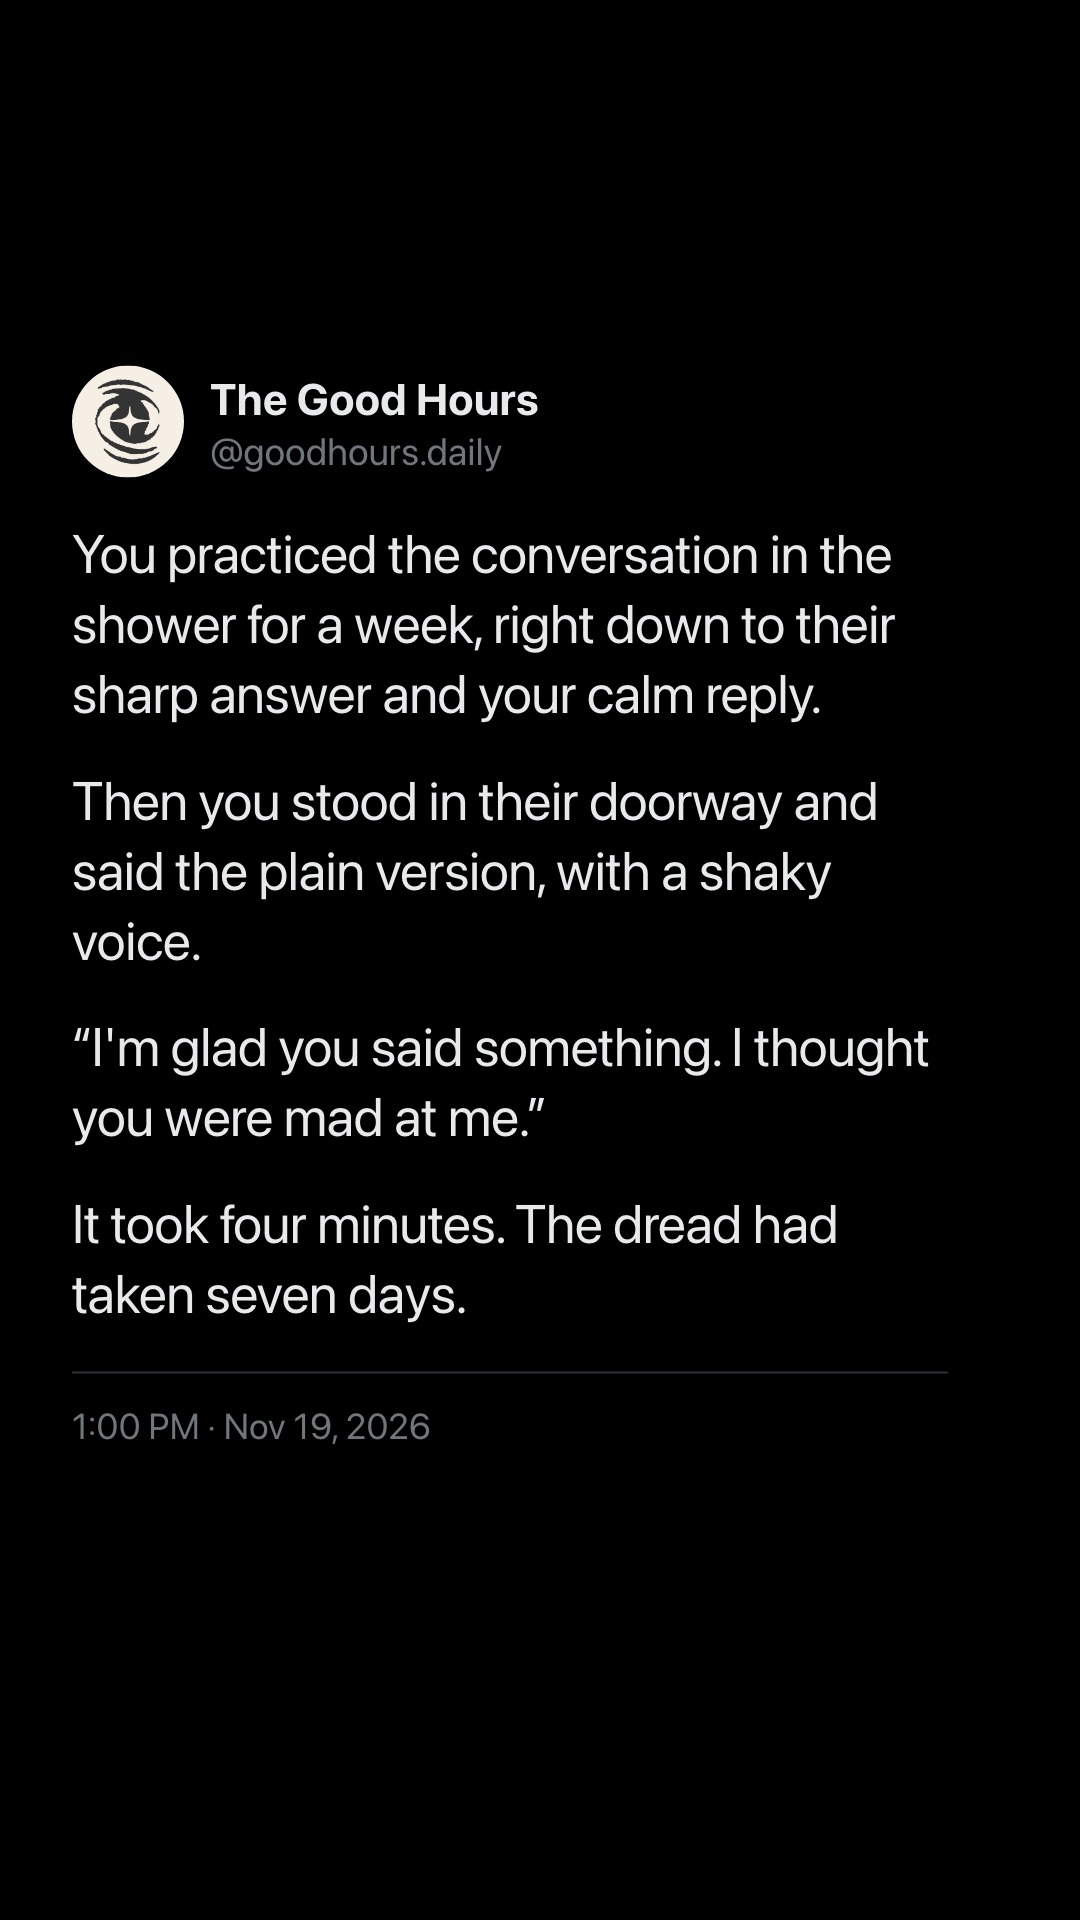 The Good Hours
@goodhours.daily
You practiced the conversation in the
shower for a week, right down to their
sharp answer and your calm reply.
Then you stood in their doorway and
said the plain version, with a shaky
voice.
“I'm glad you said something. I thought
you were mad at me.”
It took four minutes. The dread had
taken seven days.
1:00 PM · Nov 19, 2026